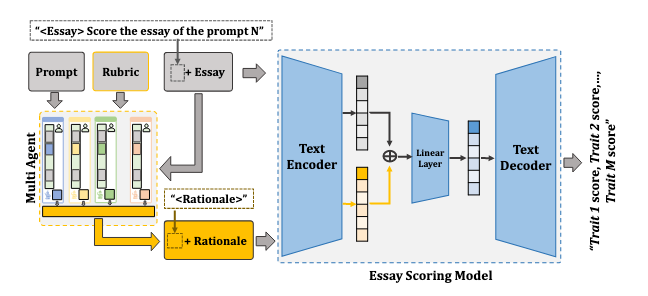 “<Essay> Score the essay of the prompt N”
Prompt
Rubric
+ Essay
Multi Agent
“<Rationale>”
+ Rationale
Text
Encoder
Linear
Layer
Text
Decoder
Essay Scoring Model
“Trait 1 score, Trait 2 score,…,
Trait M score”